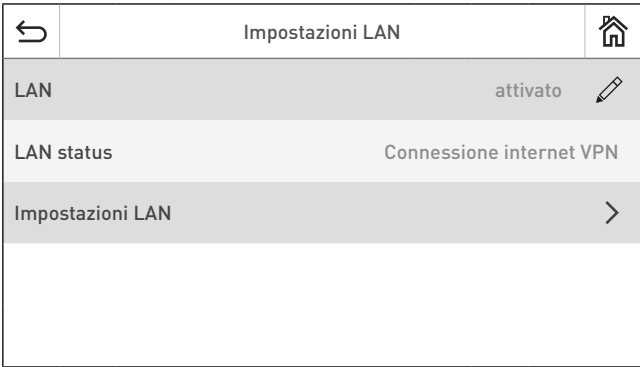 Impostazioni LAN
LAN attivato
LAN status Connessione internet VPN
Impostazioni LAN